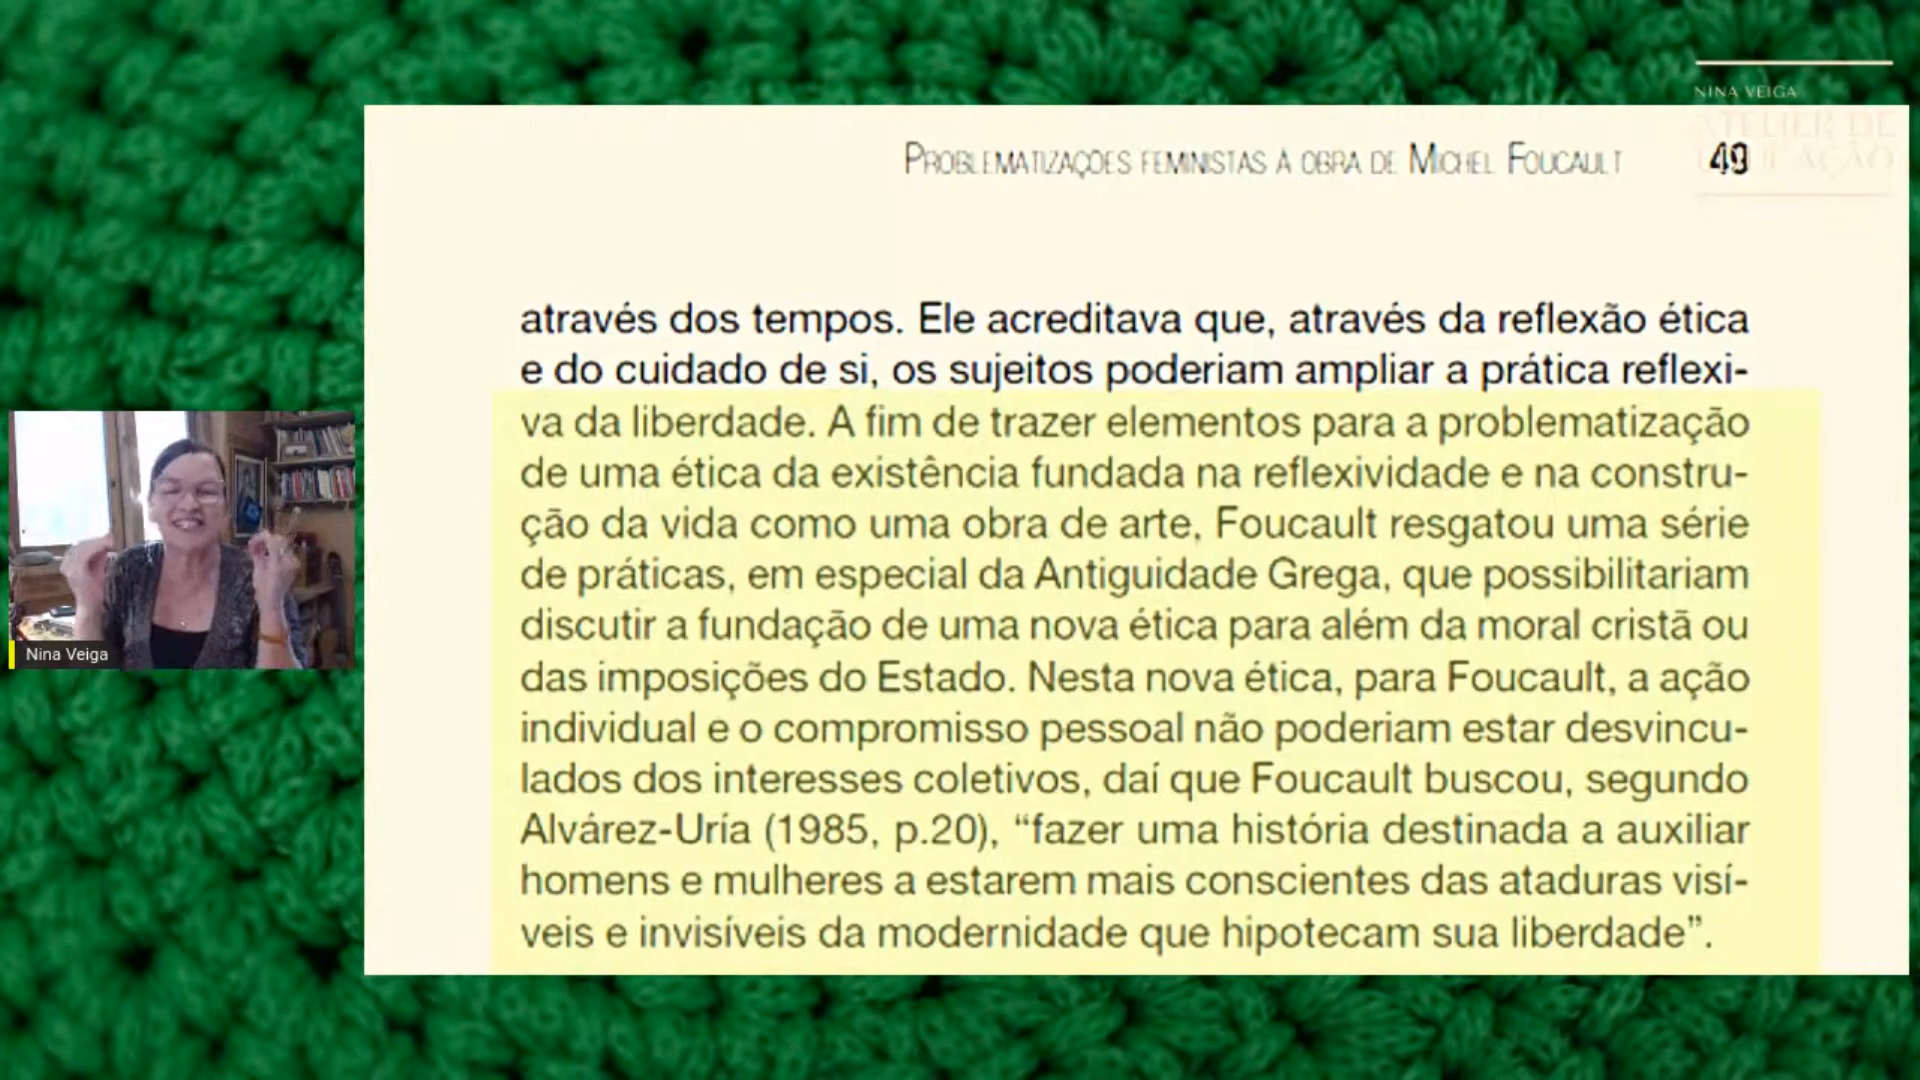 NINA VEIGA
ATELIER DE
EDUCAÇÃO
PROBLEMATIZAÇÕES FEMINISTAS À OBRA DE MICHEL FOUCAULT 49
através dos tempos. Ele acreditava que, através da reflexão ética
e do cuidado de si, os sujeitos poderiam ampliar a prática reflexi-
va da liberdade. A fim de trazer elementos para a problematização
de uma ética da existência fundada na reflexividade e na constru-
ção da vida como uma obra de arte, Foucault resgatou uma série
de práticas, em especial da Antiguidade Grega, que possibilitariam
discutir a fundação de uma nova ética para além da moral cristã ou
das imposições do Estado. Nesta nova ética, para Foucault, a ação
individual e o compromisso pessoal não poderiam estar desvincu-
lados dos interesses coletivos, daí que Foucault buscou, segundo
Alvárez-Uría (1985, p.20), “fazer uma história destinada a auxiliar
homens e mulheres a estarem mais conscientes das ataduras visí-
veis e invisíveis da modernidade que hipotecam sua liberdade”.
Nina Veiga